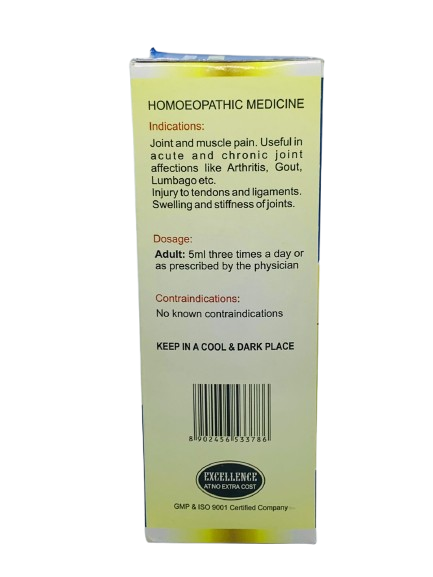 HOMOEOPATHIC MEDICINE
Indications:
Joint and muscle pain. Useful in
acute and chronic joint
affections like Arthritis, Gout,
Lumbago etc.
Injury to tendons and ligaments.
Swelling and stiffness of joints.
Dosage:
Adult: 5ml three times a day or
as prescribed by the physician
Contraindications:
No known contraindications
KEEP IN A COOL & DARK PLACE
8 902456 533786
EXCELLENCE
AT NO EXTRA COST
GMP & ISO 9001 Certified Company